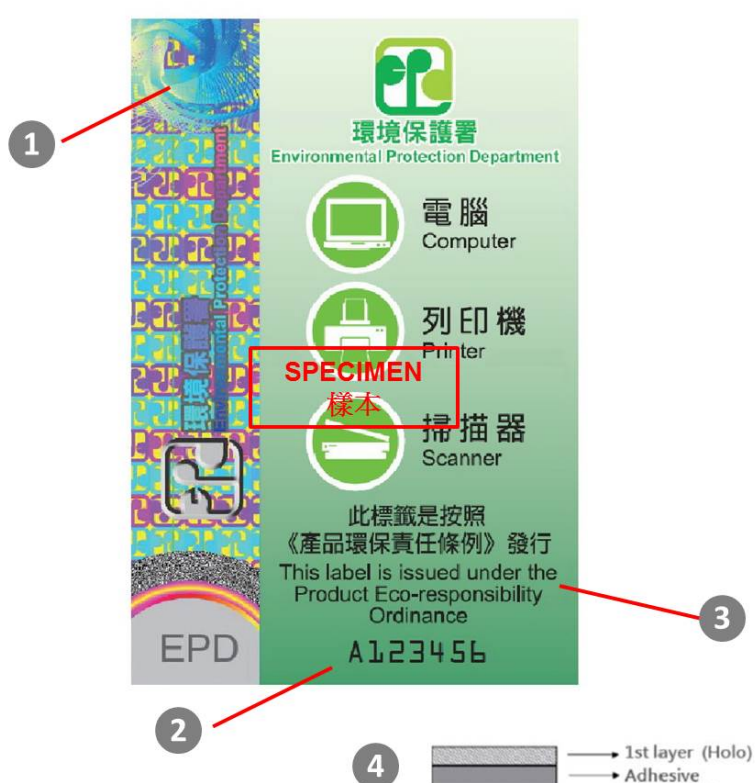 1
環境保護署
Environmental Protection Department
電腦
Computer
列印機
Printer
SPECIMEN
樣本
掃描器
Scanner
環境保護署
Environmental Protection Department
此標籤是按照
《產品環保責任條例》發行
This label is issued under the
Product Eco-responsibility
Ordinance
3
EPD
A123456
2
4
1st layer (Holo)
Adhesive